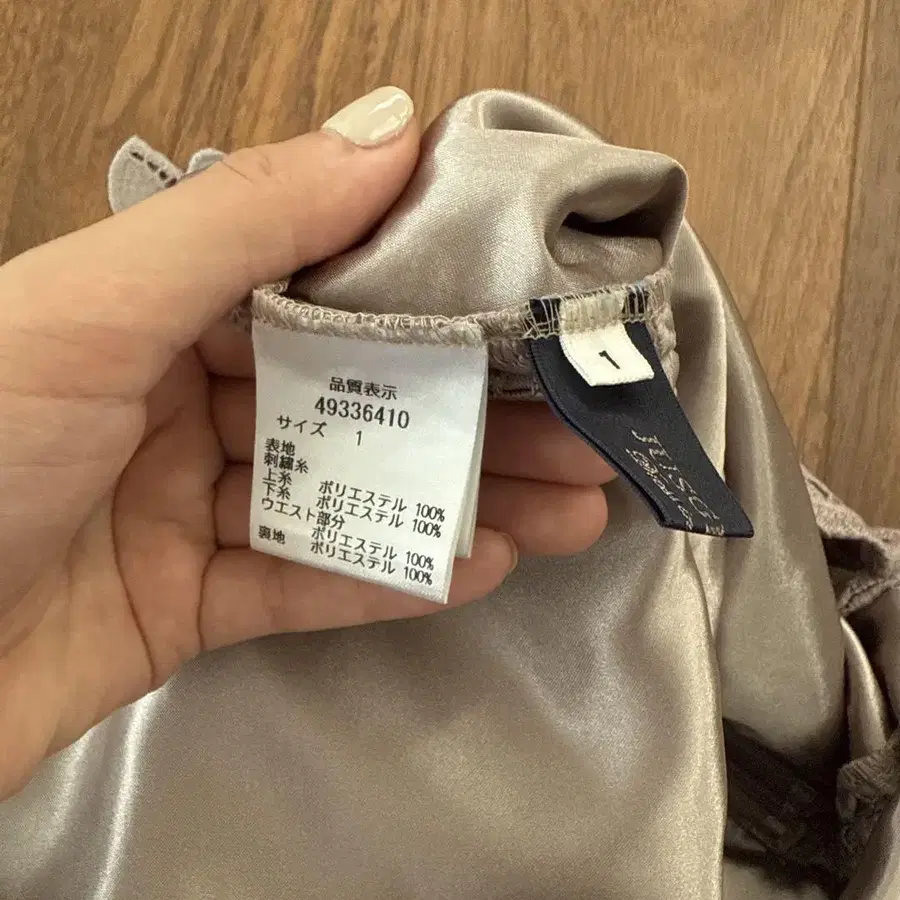 品質表示
49336410
サイズ 1
表地
刺繍糸
上糸 ポリエステル 100%
下糸 ポリエステル 100%
ウエスト部分
ポリエステル 100%
裏地 ポリエステル 100%
1